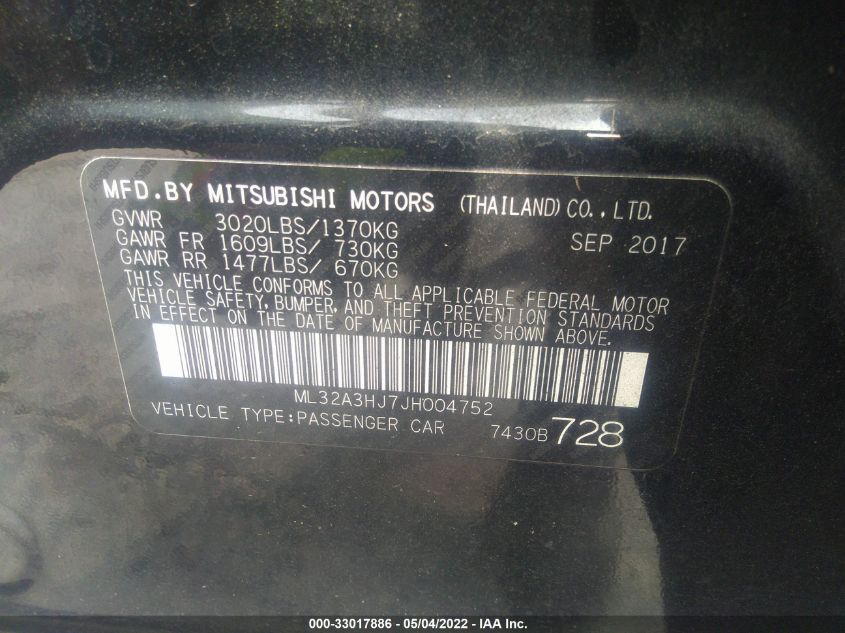 MFD.BY MITSUBISHI MOTORS (THAILAND) CO., LTD.
GVWR 3020LBS/1370KG SEP 2017
GAWR FR 1609LBS/ 730KG
GAWR RR 1477LBS/ 670KG
THIS VEHICLE CONFORMS TO ALL APPLICABLE FEDERAL MOTOR
VEHICLE SAFETY, BUMPER, AND THEFT PREVENTION STANDARDS
IN EFFECT ON THE DATE OF MANUFACTURE SHOWN ABOVE.
ML32A3HJ7JH004752
VEHICLE TYPE:PASSENGER CAR 7430B 728
000-33017886 - 05/04/2022 - IAA Inc.